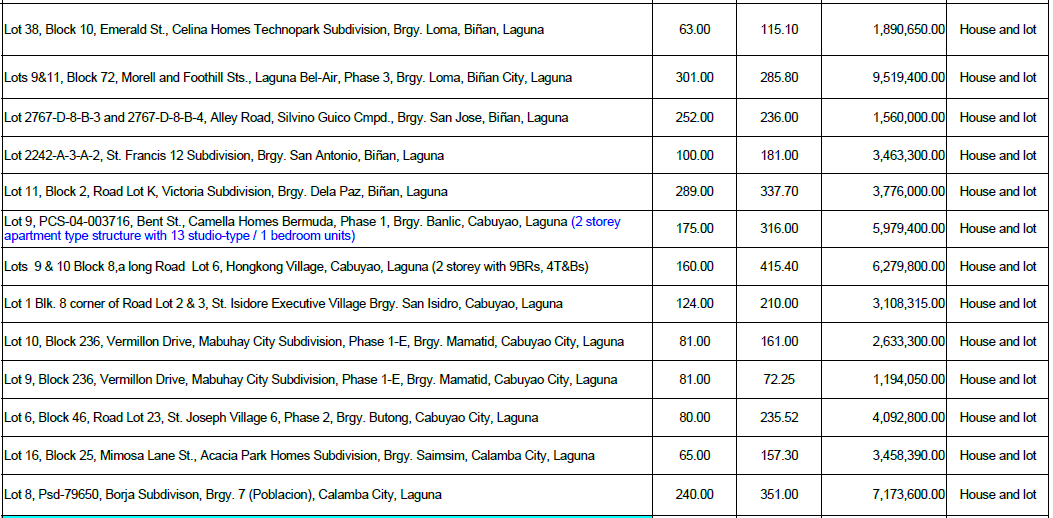 Lot 38, Block 10, Emerald St., Celina Homes Technopark Subdivision, Brgy. Loma, Biñan, Laguna 63.00 115.10 1,890,650.00 House and lot
Lots 9&11, Block 72, Morell and Foothill Sts., Laguna Bel-Air, Phase 3, Brgy. Loma, Biñan City, Laguna 301.00 285.80 9,519,400.00 House and lot
Lot 2767-D-8-B-3 and 2767-D-8-B-4, Alley Road, Silvino Guico Cmpd., Brgy. San Jose, Biñan, Laguna 252.00 236.00 1,560,000.00 House and lot
Lot 2242-A-3-A-2, St. Francis 12 Subdivision, Brgy. San Antonio, Biñan, Laguna 100.00 181.00 3,463,300.00 House and lot
Lot 11, Block 2, Road Lot K, Victoria Subdivision, Brgy. Dela Paz, Biñan, Laguna 289.00 337.70 3,776,000.00 House and lot
Lot 9, PCS-04-003716, Bent St., Camella Homes Bermuda, Phase 1, Brgy. Banlic, Cabuyao, Laguna (2 storey
apartment type structure with 13 studio-type / 1 bedroom units) 175.00 316.00 5,979,400.00 House and lot
Lots 9 & 10 Block 8,a long Road Lot 6, Hongkong Village, Cabuyao, Laguna (2 storey with 9BRs, 4T&Bs) 160.00 415.40 6,279,800.00 House and lot
Lot 1 Blk. 8 corner of Road Lot 2 & 3, St. Isidore Executive Village Brgy. San Isidro, Cabuyao, Laguna 124.00 210.00 3,108,315.00 House and lot
Lot 10, Block 236, Vermillon Drive, Mabuhay City Subdivision, Phase 1-E, Brgy. Mamatid, Cabuyao City, Laguna 81.00 161.00 2,633,300.00 House and lot
Lot 9, Block 236, Vermillon Drive, Mabuhay City Subdivision, Phase 1-E, Brgy. Mamatid, Cabuyao City, Laguna 81.00 72.25 1,194,050.00 House and lot
Lot 6, Block 46, Road Lot 23, St. Joseph Village 6, Phase 2, Brgy. Butong, Cabuyao City, Laguna 80.00 235.52 4,092,800.00 House and lot
Lot 16, Block 25, Mimosa Lane St., Acacia Park Homes Subdivision, Brgy. Saimsim, Calamba City, Laguna 65.00 157.30 3,458,390.00 House and lot
Lot 8, Psd-79650, Borja Subdivison, Brgy. 7 (Poblacion), Calamba City, Laguna 240.00 351.00 7,173,600.00 House and lot